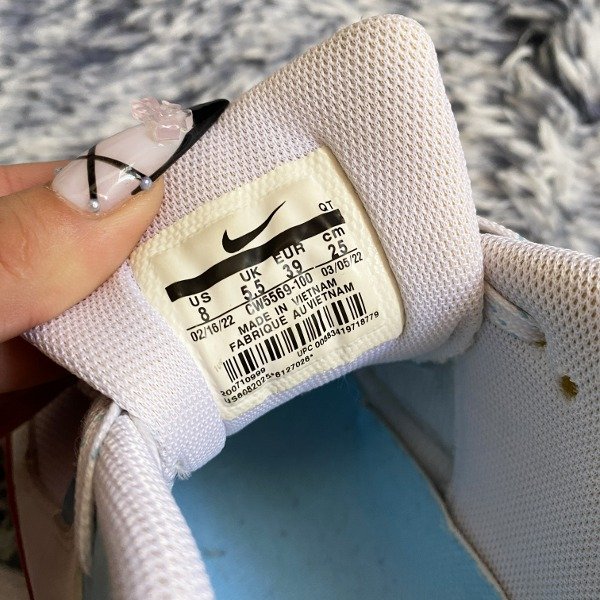 QT
US UK EUR cm
8 5.5 39 25
02/16/22 CW5569-100 03/05/22
MADE IN VIETNAM
FABRIQUE AU VIETNAM
UPC 00883419718779